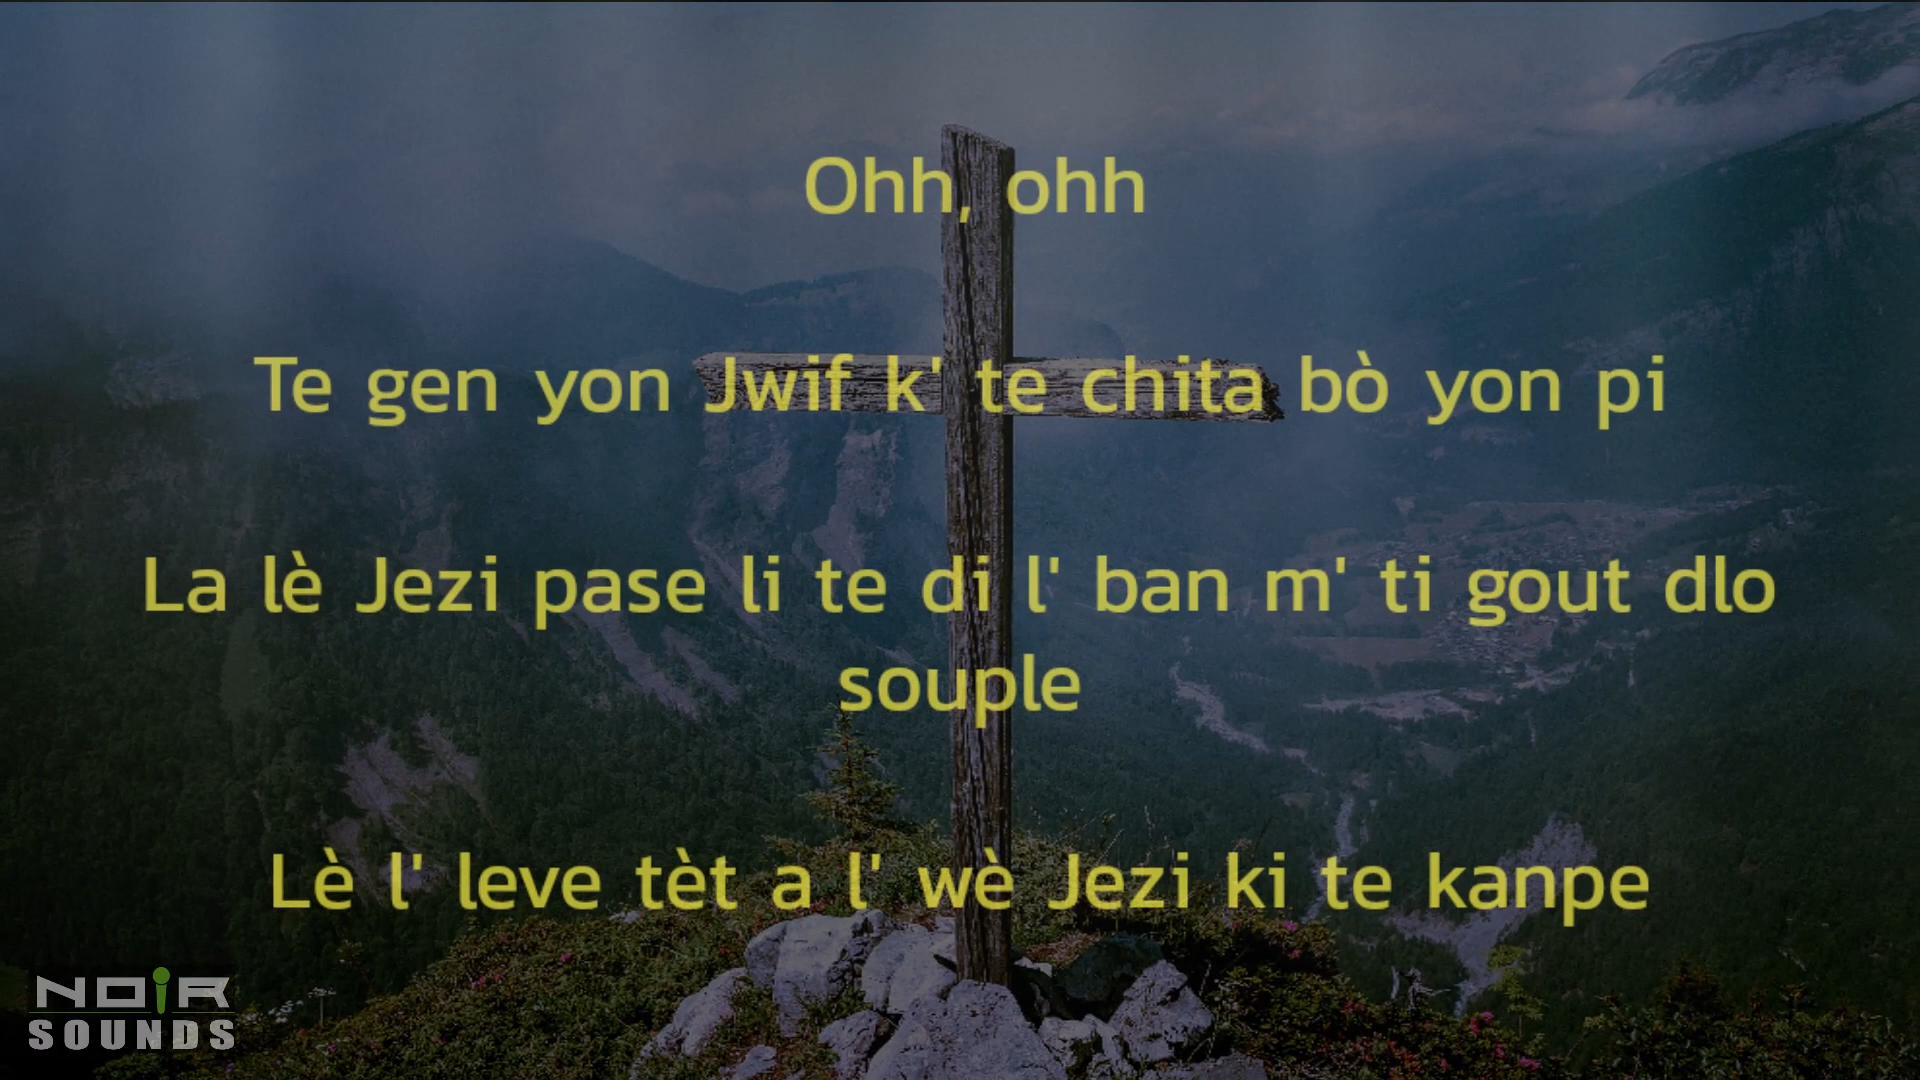 Ohh, ohh
Te gen yon Jwif k' te chita bò yon pi
La lè Jezi pase li te di l' ban m' ti gout dlo
souple
Lè l' leve tèt a l' wè Jezi ki te kanpe
NOiR
SOUNDS